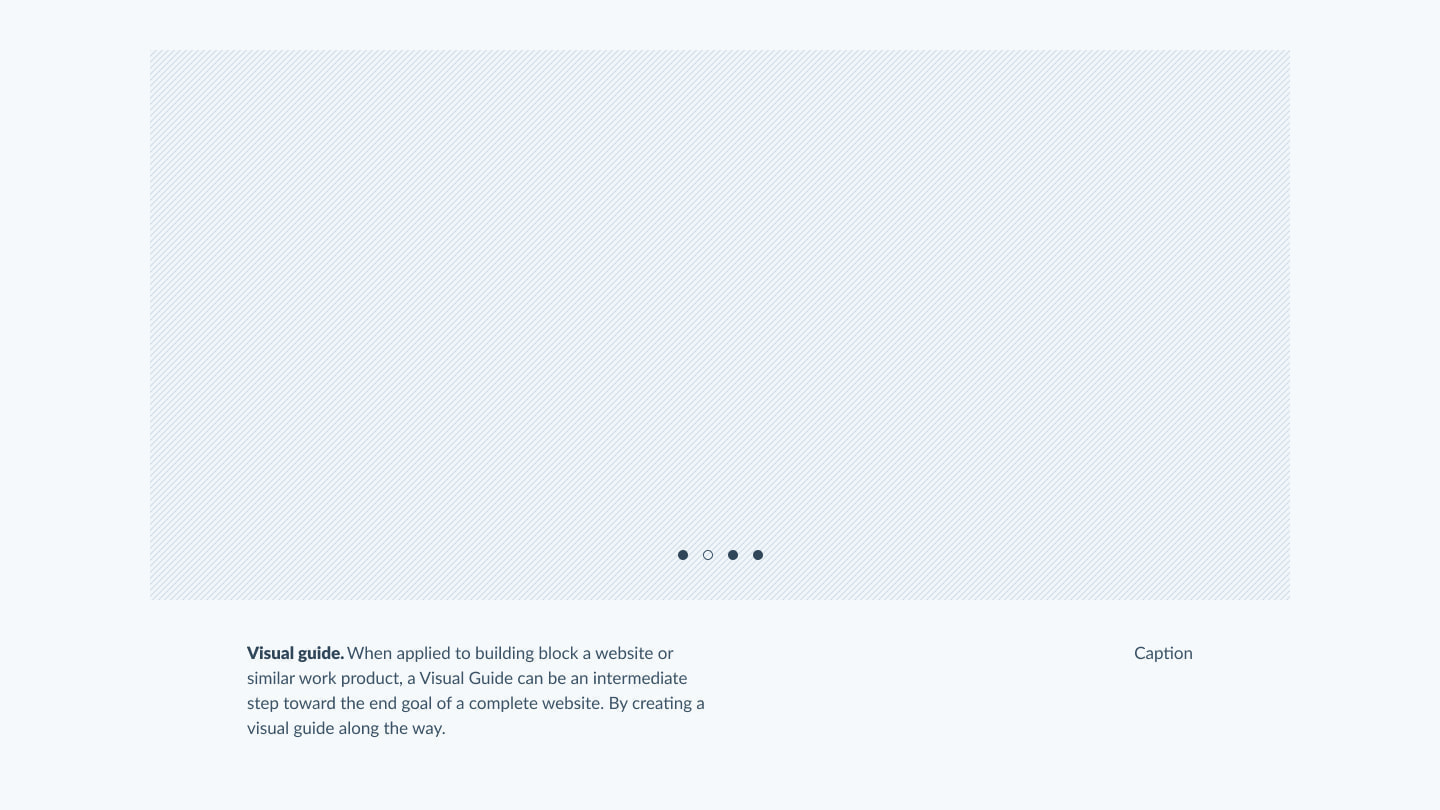 Visual guide. When applied to building block a website or
similar work product, a Visual Guide can be an intermediate
step toward the end goal of a complete website. By creating a
visual guide along the way.
Caption